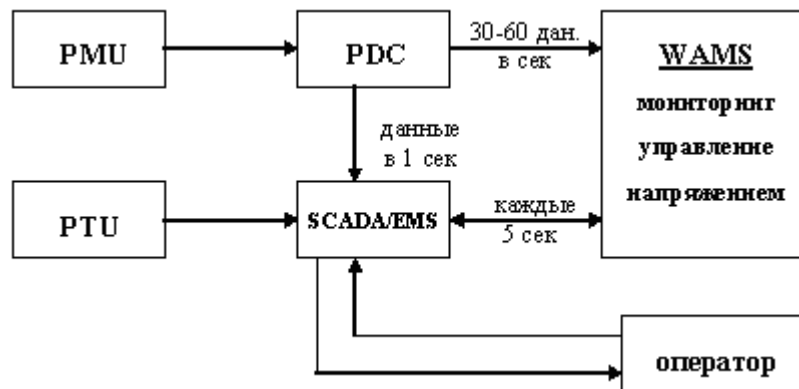 PMU
PDC
30-60 дан.
в сек
WAMS
мониторинг
управление
напряжением
данные
в 1 сек
PTU
SCADA/EMS
каждые
5 сек
оператор